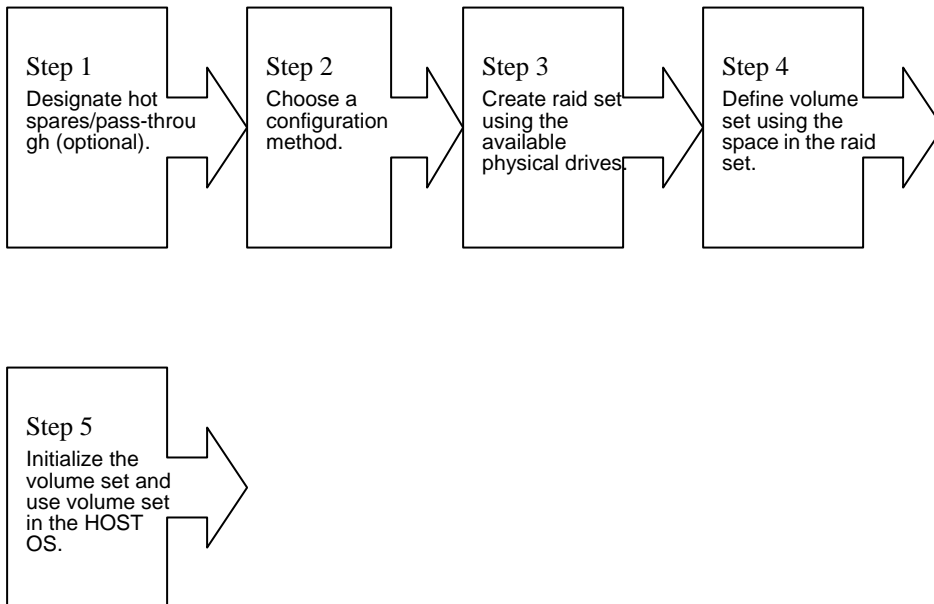 Step 1
Designate hot
spares/pass-throu
gh (optional).
Step 2
Choose a
configuration
method.
Step 3
Create raid set
using the
available
physical drives.
Step 4
Define volume
set using the
space in the raid
set.
Step 5
Initialize the
volume set and
use volume set
in the HOST
OS.